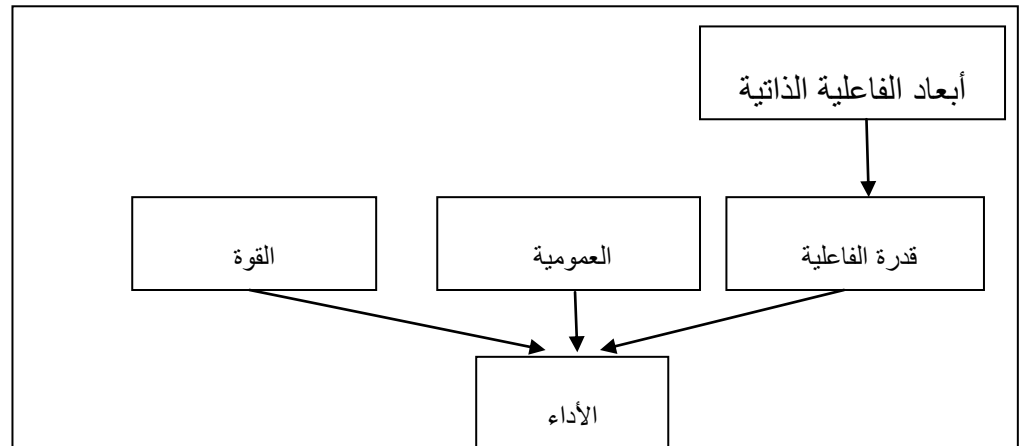 أبعاد الفاعلية الذاتية
قدرة الفاعلية
العمومية
القوة
الأداء